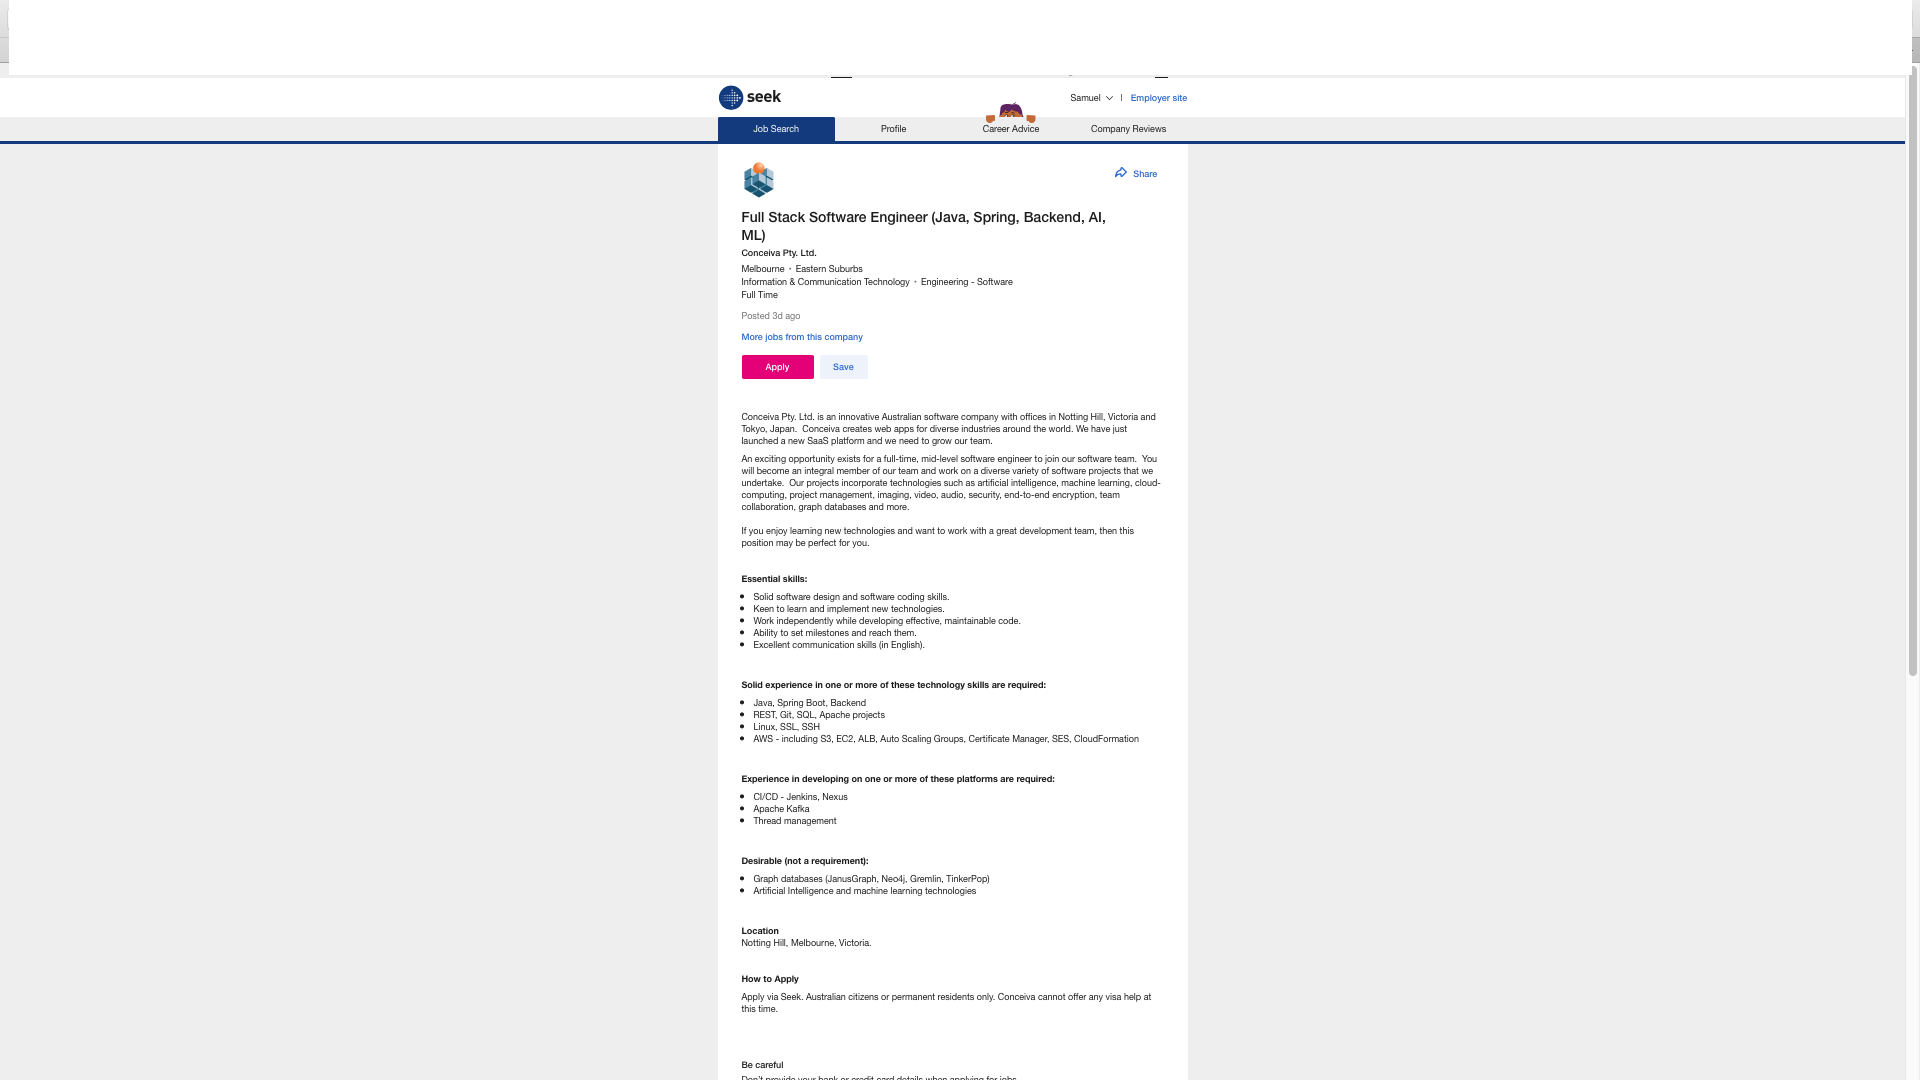 seek
Samuel | Employer site
Job Search Profile Career Advice Company Reviews
Share
Full Stack Software Engineer (Java, Spring, Backend, AI,
ML)
Conceiva Pty. Ltd.
Melbourne · Eastern Suburbs
Information & Communication Technology · Engineering - Software
Full Time
Posted 3d ago
More jobs from this company
Apply Save
Conceiva Pty. Ltd. is an innovative Australian software company with offices in Notting Hill, Victoria and
Tokyo, Japan.  Conceiva creates web apps for diverse industries around the world. We have just
launched a new SaaS platform and we need to grow our team.
An exciting opportunity exists for a full-time, mid-level software engineer to join our software team.  You
will become an integral member of our team and work on a diverse variety of software projects that we
undertake.  Our projects incorporate technologies such as artificial intelligence, machine learning, cloud-
computing, project management, imaging, video, audio, security, end-to-end encryption, team
collaboration, graph databases and more.
If you enjoy learning new technologies and want to work with a great development team, then this
position may be perfect for you.
Essential skills:
• Solid software design and software coding skills.
• Keen to learn and implement new technologies.
• Work independently while developing effective, maintainable code.
• Ability to set milestones and reach them.
• Excellent communication skills (in English).
Solid experience in one or more of these technology skills are required:
• Java, Spring Boot, Backend
• REST, Git, SQL, Apache projects
• Linux, SSL, SSH
• AWS - including S3, EC2, ALB, Auto Scaling Groups, Certificate Manager, SES, CloudFormation
Experience in developing on one or more of these platforms are required:
• CI/CD - Jenkins, Nexus
• Apache Kafka
• Thread management
Desirable (not a requirement):
• Graph databases (JanusGraph, Neo4j, Gremlin, TinkerPop)
• Artificial Intelligence and machine learning technologies
Location
Notting Hill, Melbourne, Victoria.
How to Apply
Apply via Seek. Australian citizens or permanent residents only. Conceiva cannot offer any visa help at
this time.
Be careful
Don't provide your bank or credit card details when applying for jobs.